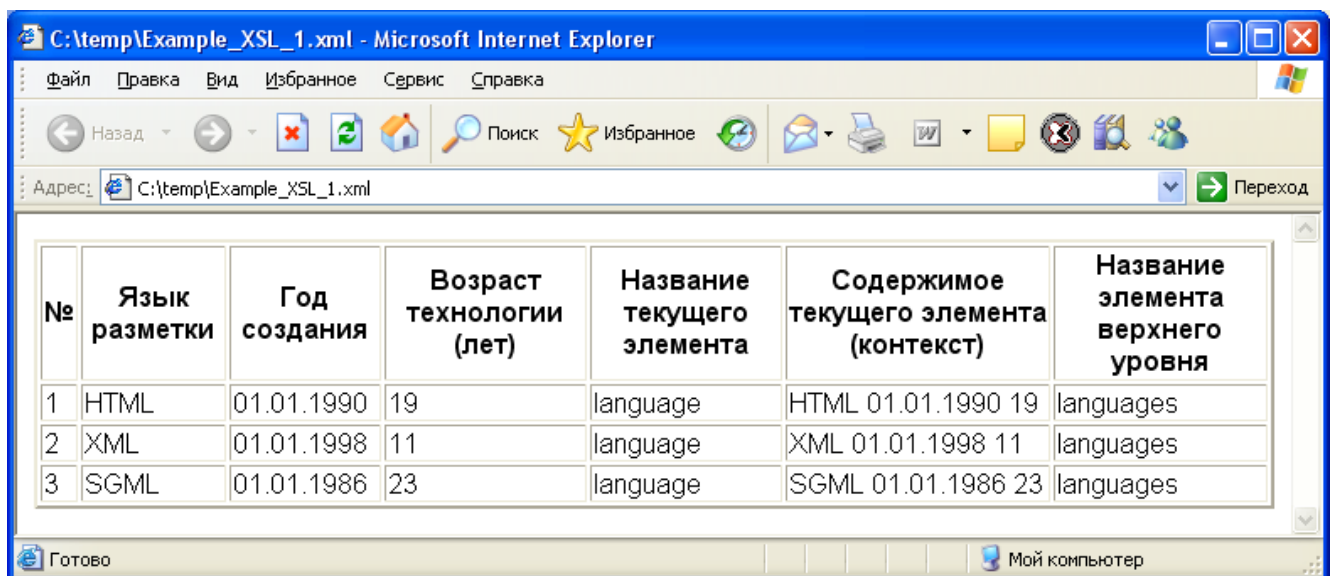 C:\temp\Example_XSL_1.xml - Microsoft Internet Explorer
Файл Правка Вид Избранное Сервис Справка
Назад Поиск Избранное
Адрес: C:\temp\Example_XSL_1.xml Переход
№ Язык разметки Год создания Возраст технологии (лет) Название текущего элемента Содержимое текущего элемента (контекст) Название элемента верхнего уровня
1 HTML 01.01.1990 19 language HTML 01.01.1990 19 languages
2 XML 01.01.1998 11 language XML 01.01.1998 11 languages
3 SGML 01.01.1986 23 language SGML 01.01.1986 23 languages
Готово Мой компьютер